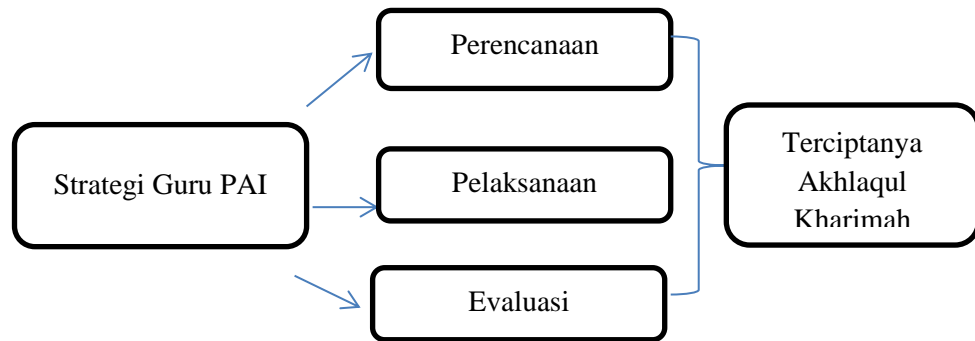 Strategi Guru PAI
Perencanaan
Pelaksanaan
Evaluasi
Terciptanya
Akhlaqul
Kharimah